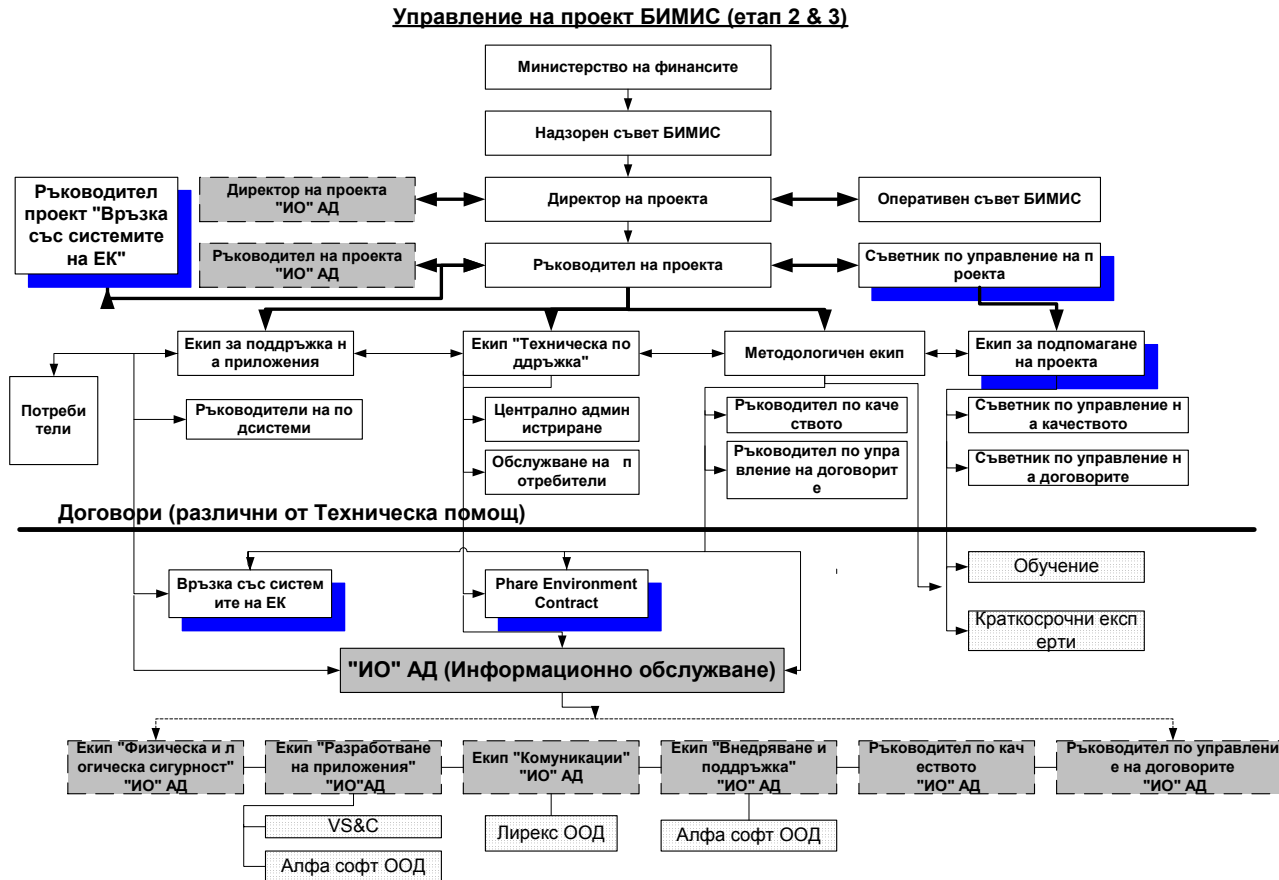 Управление на проект БИМИС (етап 2 & 3)
Министерство на финансите
Надзорен съвет БИМИС
Ръководител
проект "Връзка
със системите
на ЕК"
Директор на проекта
"ИО" АД
Директор на проекта
Оперативен съвет БИМИС
Ръководител на проекта
"ИО" АД
Ръководител на проекта
Съветник по управление на п
роекта
Екип за поддръжка н
а приложения
Екип "Техническа по
ддръжка"
Методологичен екип
Екип за подпомагане
на проекта
Потреби
тели
Ръководители на по
дсистеми
Централно админ
истриране
Обслужване на п
отребители
Ръководител по каче
ството
Ръководител по упра
вление на договорит
е
Съветник по управление н
а качеството
Съветник по управление н
а договорите
Договори (различни от Техническа помощ)
Връзка със систем
ите на ЕК
Phare Environment
Contract
Обучение
Краткосрочни експ
ерти
"ИО" АД (Информационно обслужване)
Екип "Физическа и л
огическа сигурност"
"ИО" АД
Екип "Разработване
на приложения"
"ИО"АД
Екип "Комуникации"
"ИО" АД
Екип "Внедряване и
поддръжка"
"ИО" АД
Ръководител по кач
еството
"ИО" АД
Ръководител по управлени
е на договорите
"ИО" АД
VS&C
Алфа софт ООД
Лирекс ООД
Алфа софт ООД